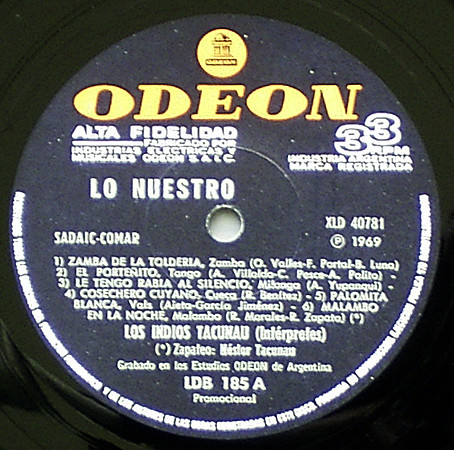 ODEON
ALTA FIDELIDAD
FABRICADO POR
INDUSTRIAS ELECTRICAS Y
MUSICALES ODEON S.A.I.C.
33
RPM
INDUSTRIA ARGENTINA
MARCA REGISTRADA
LO NUESTRO
XLD 40781
SADAIC-COMAR
℗ 1969
1) ZAMBA DE LA TOLDERIA, Zamba (O. Valles-F. Portal-B. Luna)
2) EL PORTEÑITO, Tango (A. Villoldo-C. Pesce-A. Polito) -
3) LE TENGO RABIA AL SILENCIO, Milonga (A. Yupanqui) -
4) COSECHERO CUYANO, Cueca (R. Benítez) - 5) PALOMITA
BLANCA, Vals (Aieta-García Jiménez) - 6) MALAMBO
EN LA NOCHE, Malambo (R. Morales-R. Zapata) (*)
LOS INDIOS TACUNAU (Intérpretes)
(*) Zapateo: Néstor Tacunau
Grabado en los Estudios ODEON de Argentina
LDB 185 A
Promocional